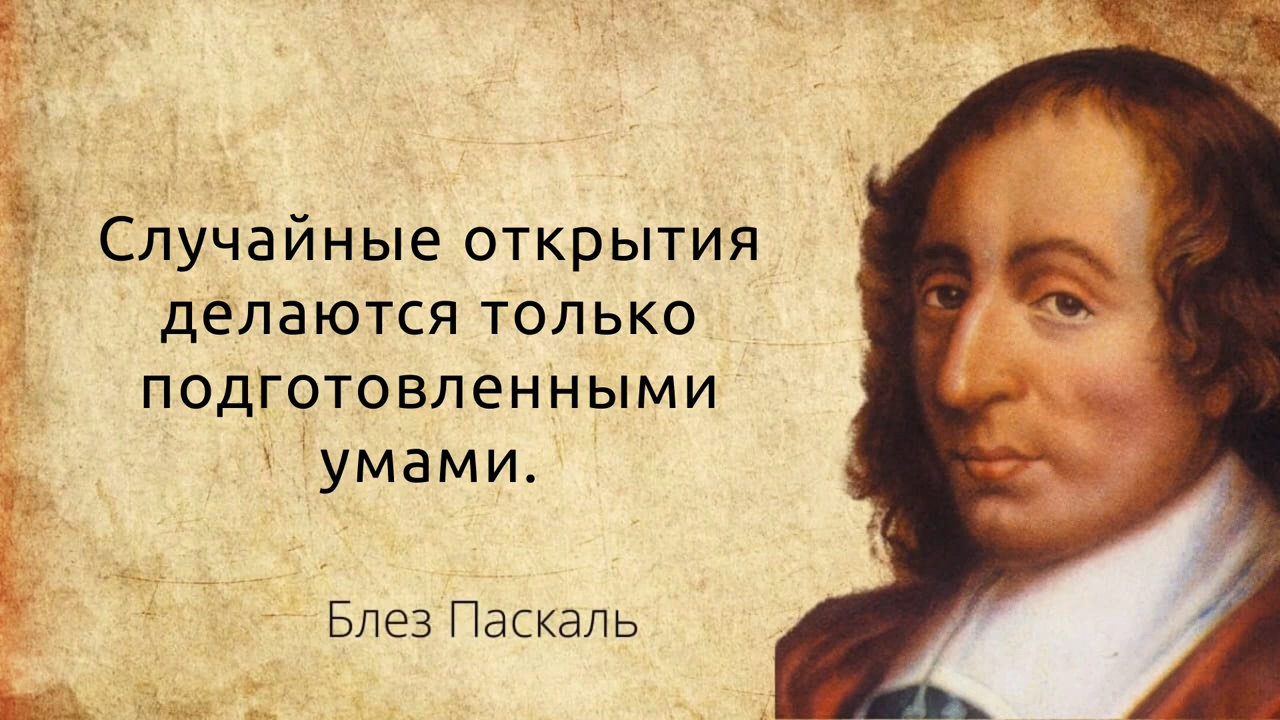 Случайные открытия
делаются только
подготовленными
умами.
Блез Паскаль